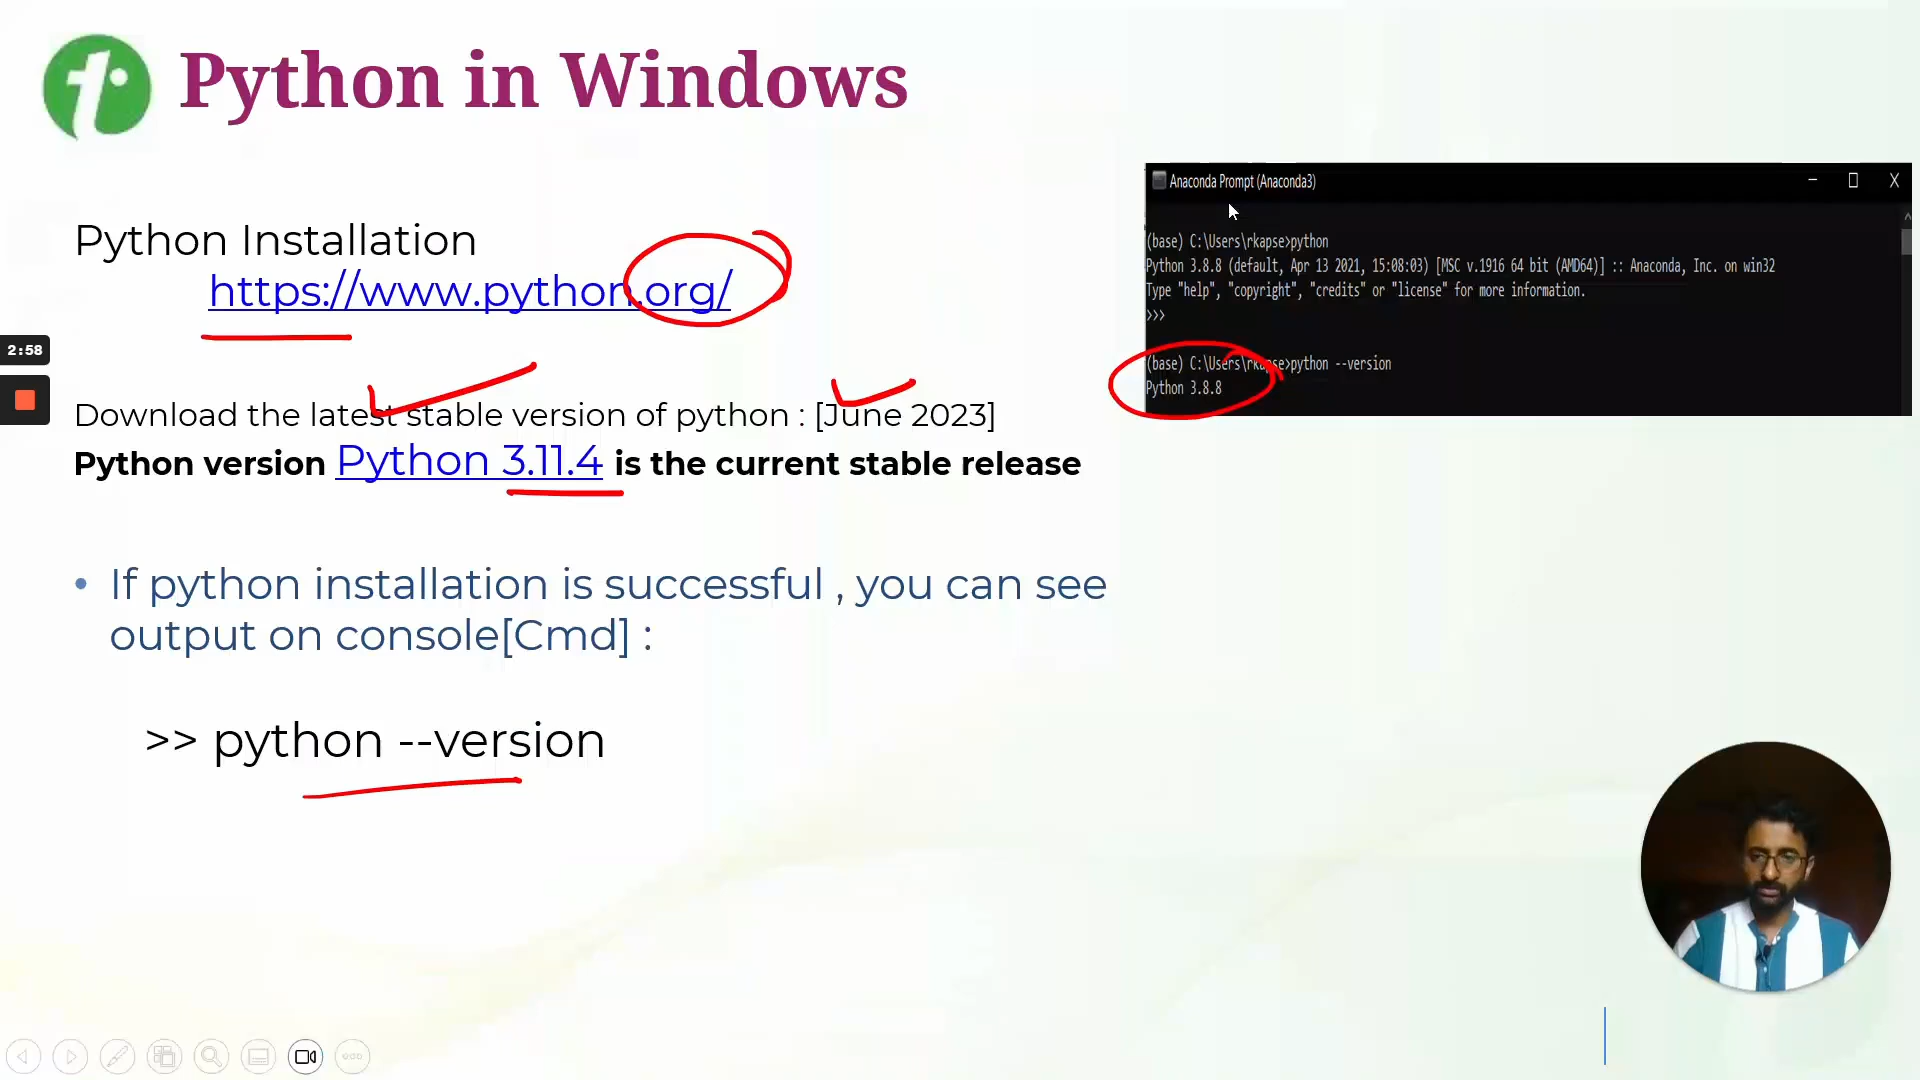 Python in Windows
Python Installation
https://www.python.org/
2:58
Download the latest stable version of python : [June 2023]
Python version Python 3.11.4 is the current stable release
• If python installation is successful , you can see
output on console[Cmd] :
>> python --version
Anaconda Prompt (Anaconda3)
(base) C:\Users\rkapse>python
Python 3.8.8 (default, Apr 13 2021, 15:08:03) [MSC v.1916 64 bit (AMD64)] :: Anaconda, Inc. on win32
Type "help", "copyright", "credits" or "license" for more information.
>>>
(base) C:\Users\rkapse>python --version
Python 3.8.8